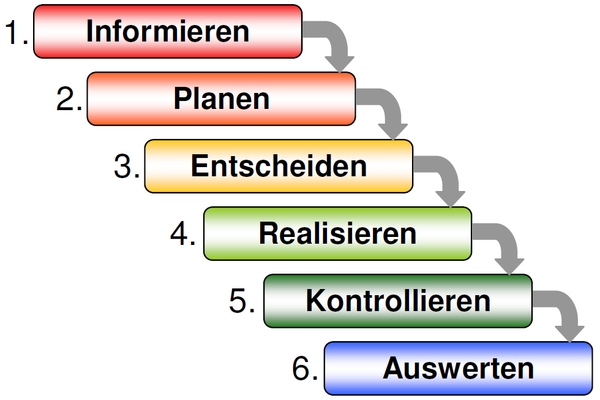 1. Informieren
2. Planen
3. Entscheiden
4. Realisieren
5. Kontrollieren
6. Auswerten